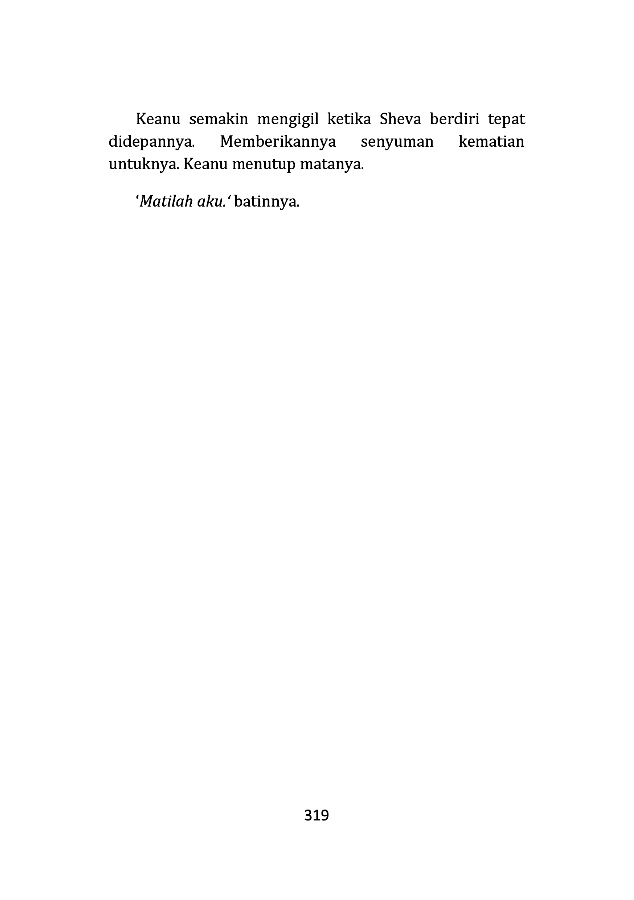 Keanu semakin mengigil ketika Sheva berdiri tepat
didepannya. Memberikannya senyuman kematian
untuknya. Keanu menutup matanya.
‘Matilah aku.‘ batinnya.
319